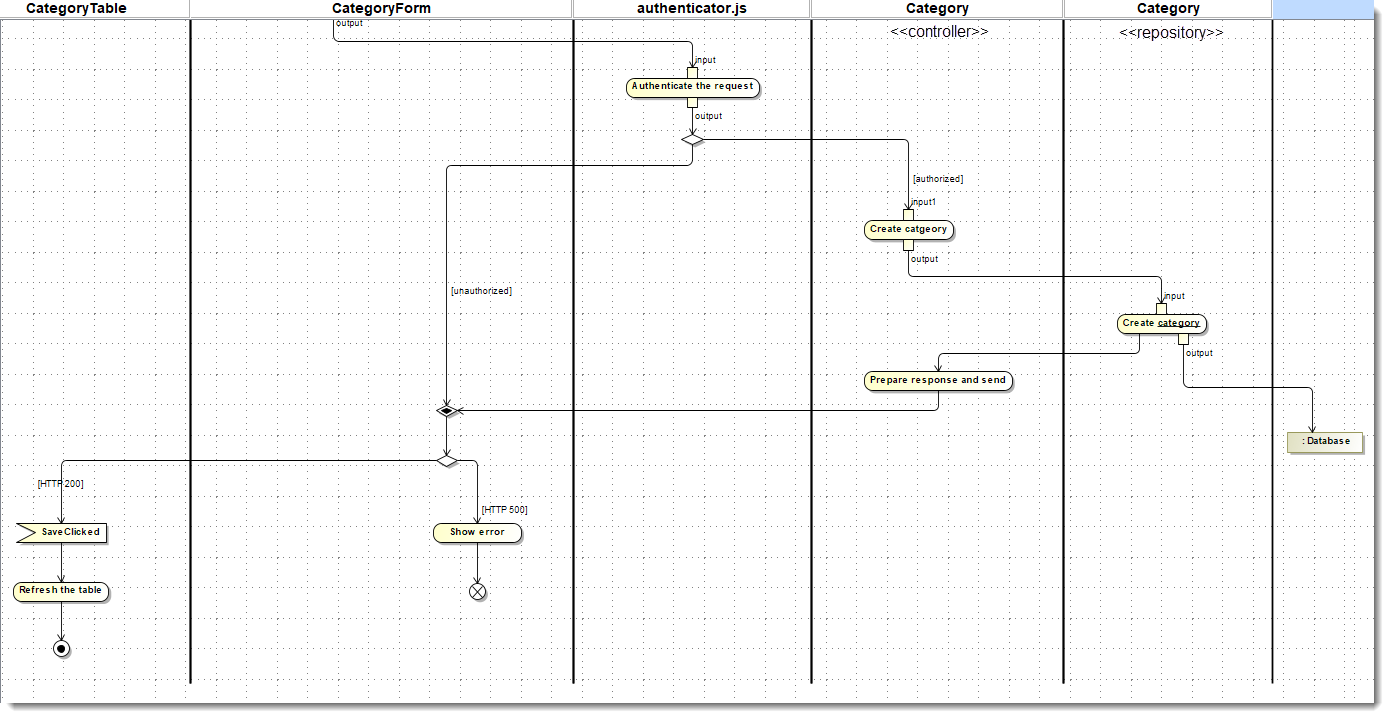 CategoryTable
CategoryForm
authenticator.js
Category
Category
<<controller>>
<<repository>>
output
input
Authenticate the request
output
[authorized]
input1
Create catgeory
output
[unauthorized]
input
Create category
output
Prepare response and send
: Database
[HTTP 200]
[HTTP 500]
SaveClicked
Show error
Refresh the table